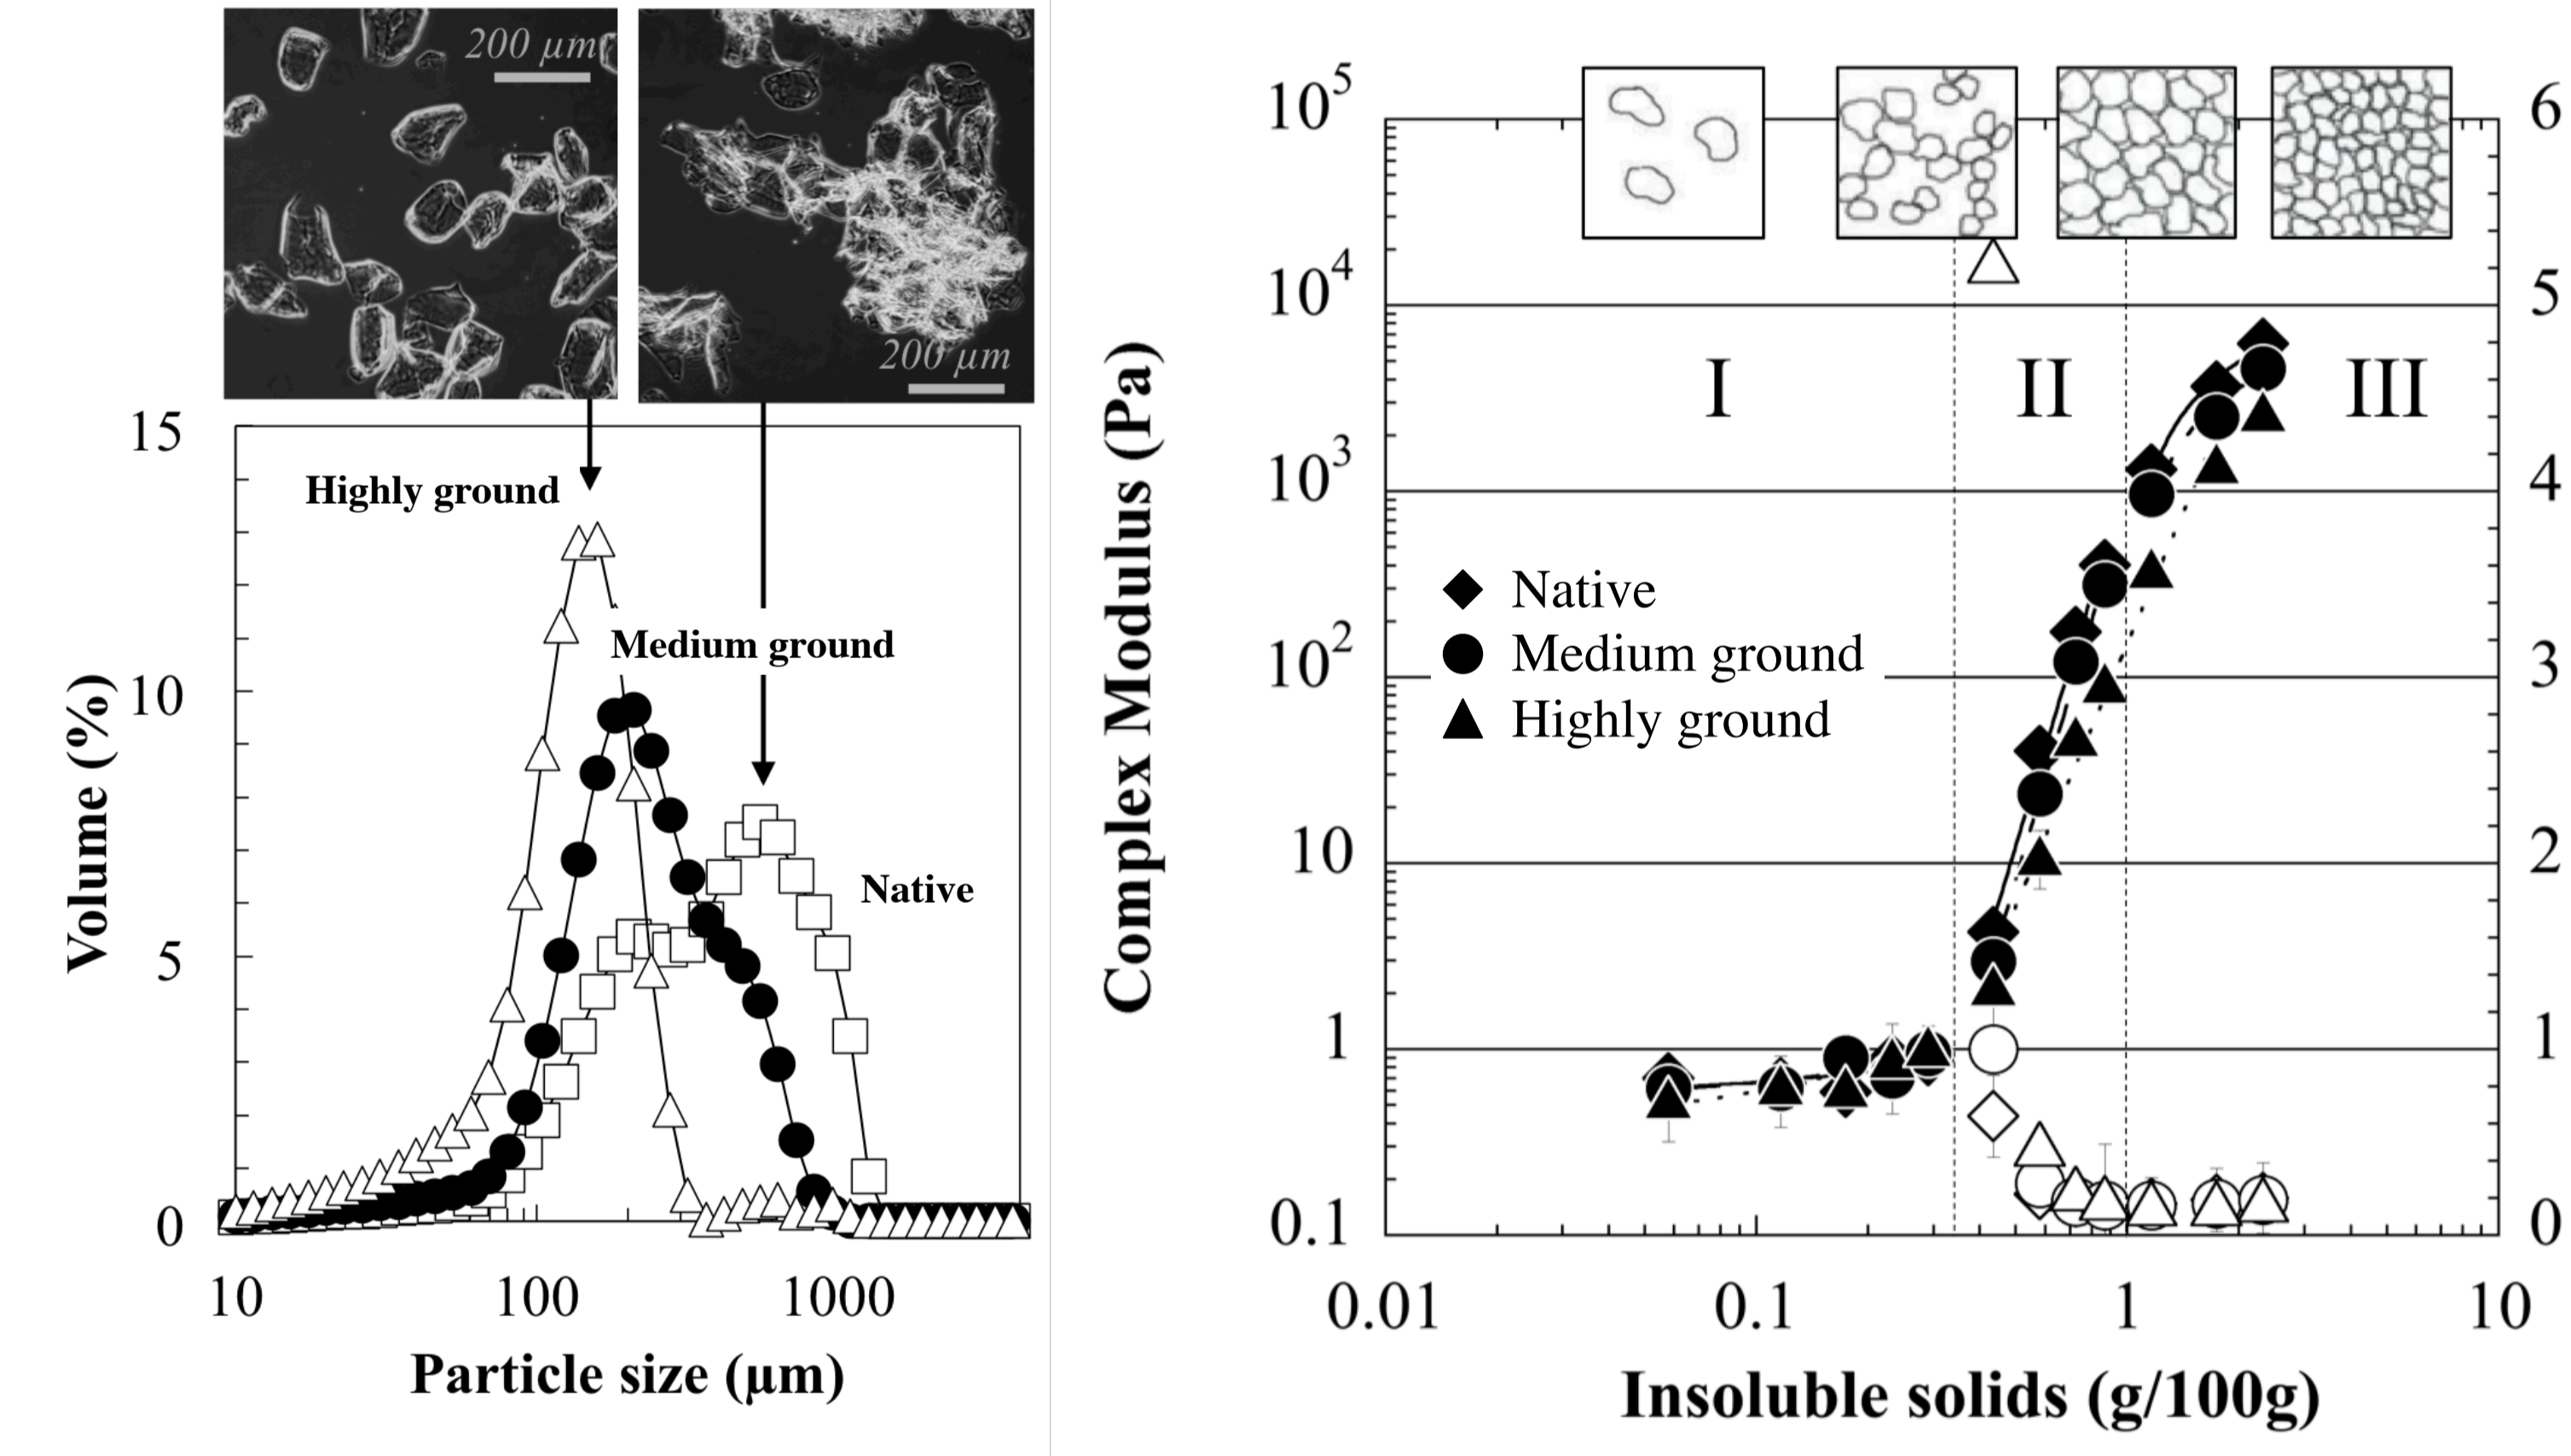 200 µm
200 µm
15
10
5
0
Volume (%)
Highly ground
Medium ground
Native
10
100
1000
Particle size (µm)
10⁵
10⁴
10³
10²
10
1
0.1
Complex Modulus (Pa)
I
II
III
Native
Medium ground
Highly ground
6
5
4
3
2
1
0
0.01
0.1
1
10
Insoluble solids (g/100g)